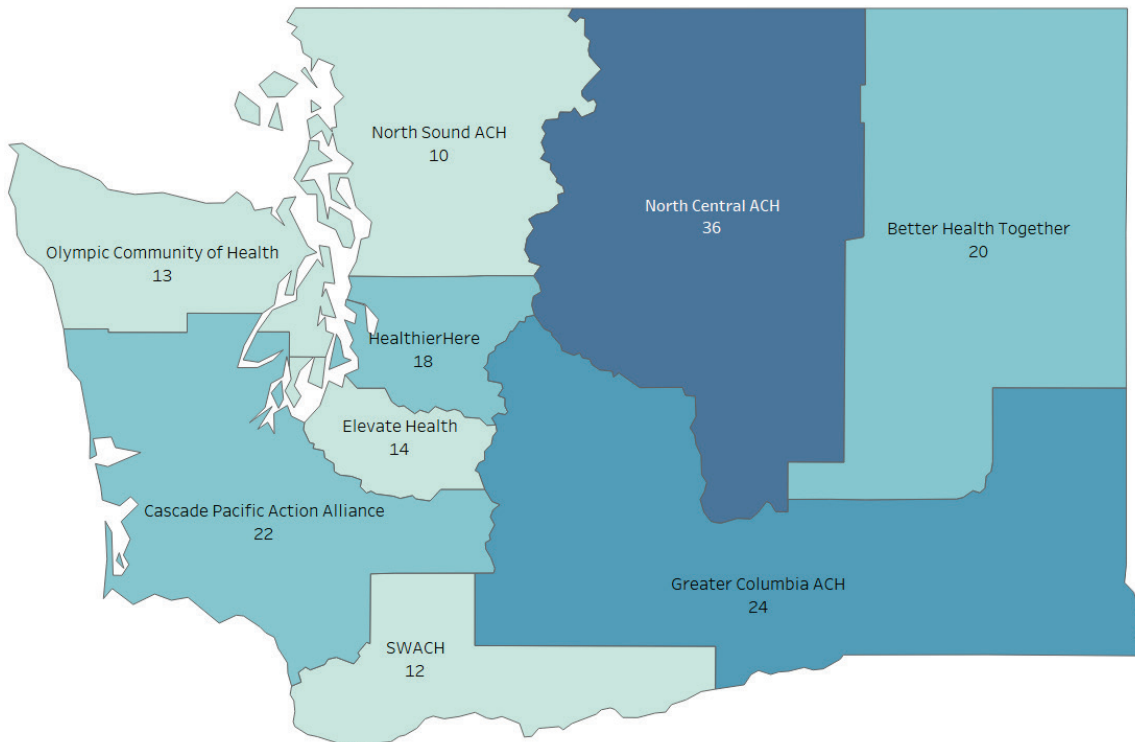 North Sound ACH
10
North Central ACH
36
Better Health Together
20
Olympic Community of Health
13
HealthierHere
18
Elevate Health
14
Cascade Pacific Action Alliance
22
Greater Columbia ACH
24
SWACH
12